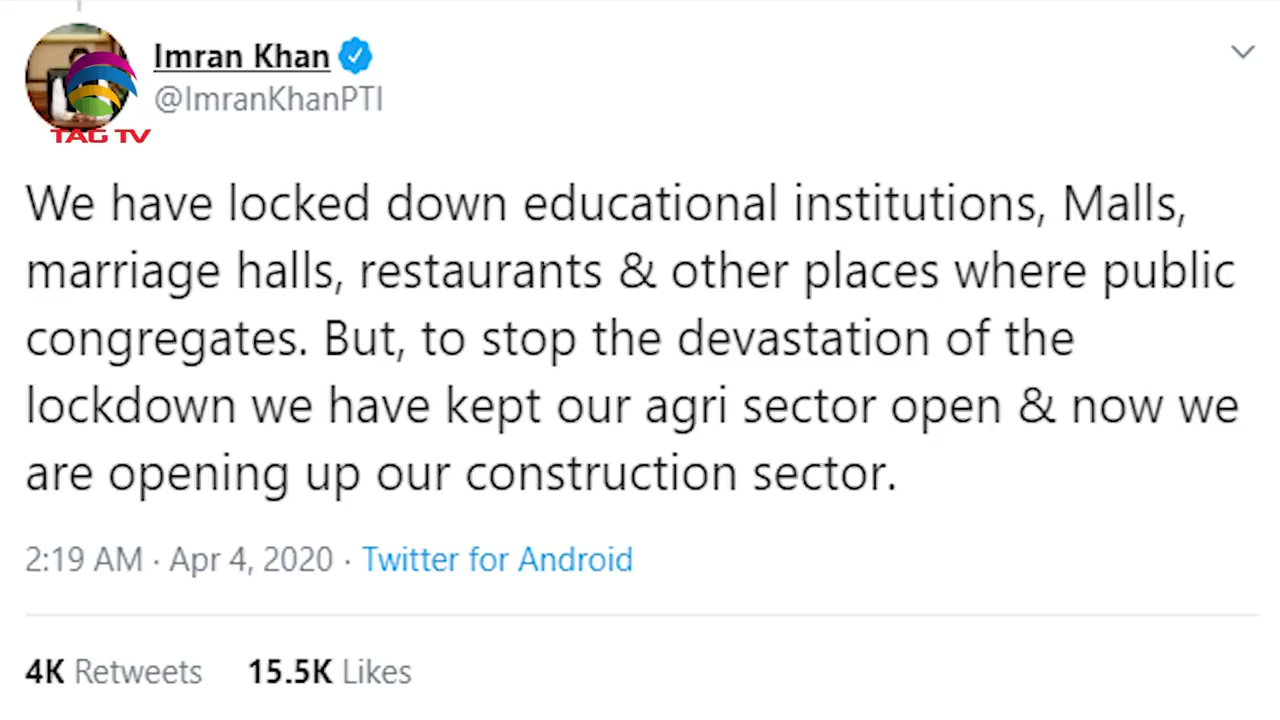 Imran Khan
@ImranKhanPTI
TAG TV
We have locked down educational institutions, Malls,
marriage halls, restaurants & other places where public
congregates. But, to stop the devastation of the
lockdown we have kept our agri sector open & now we
are opening up our construction sector.
2:19 AM · Apr 4, 2020 · Twitter for Android
4K Retweets 15.5K Likes